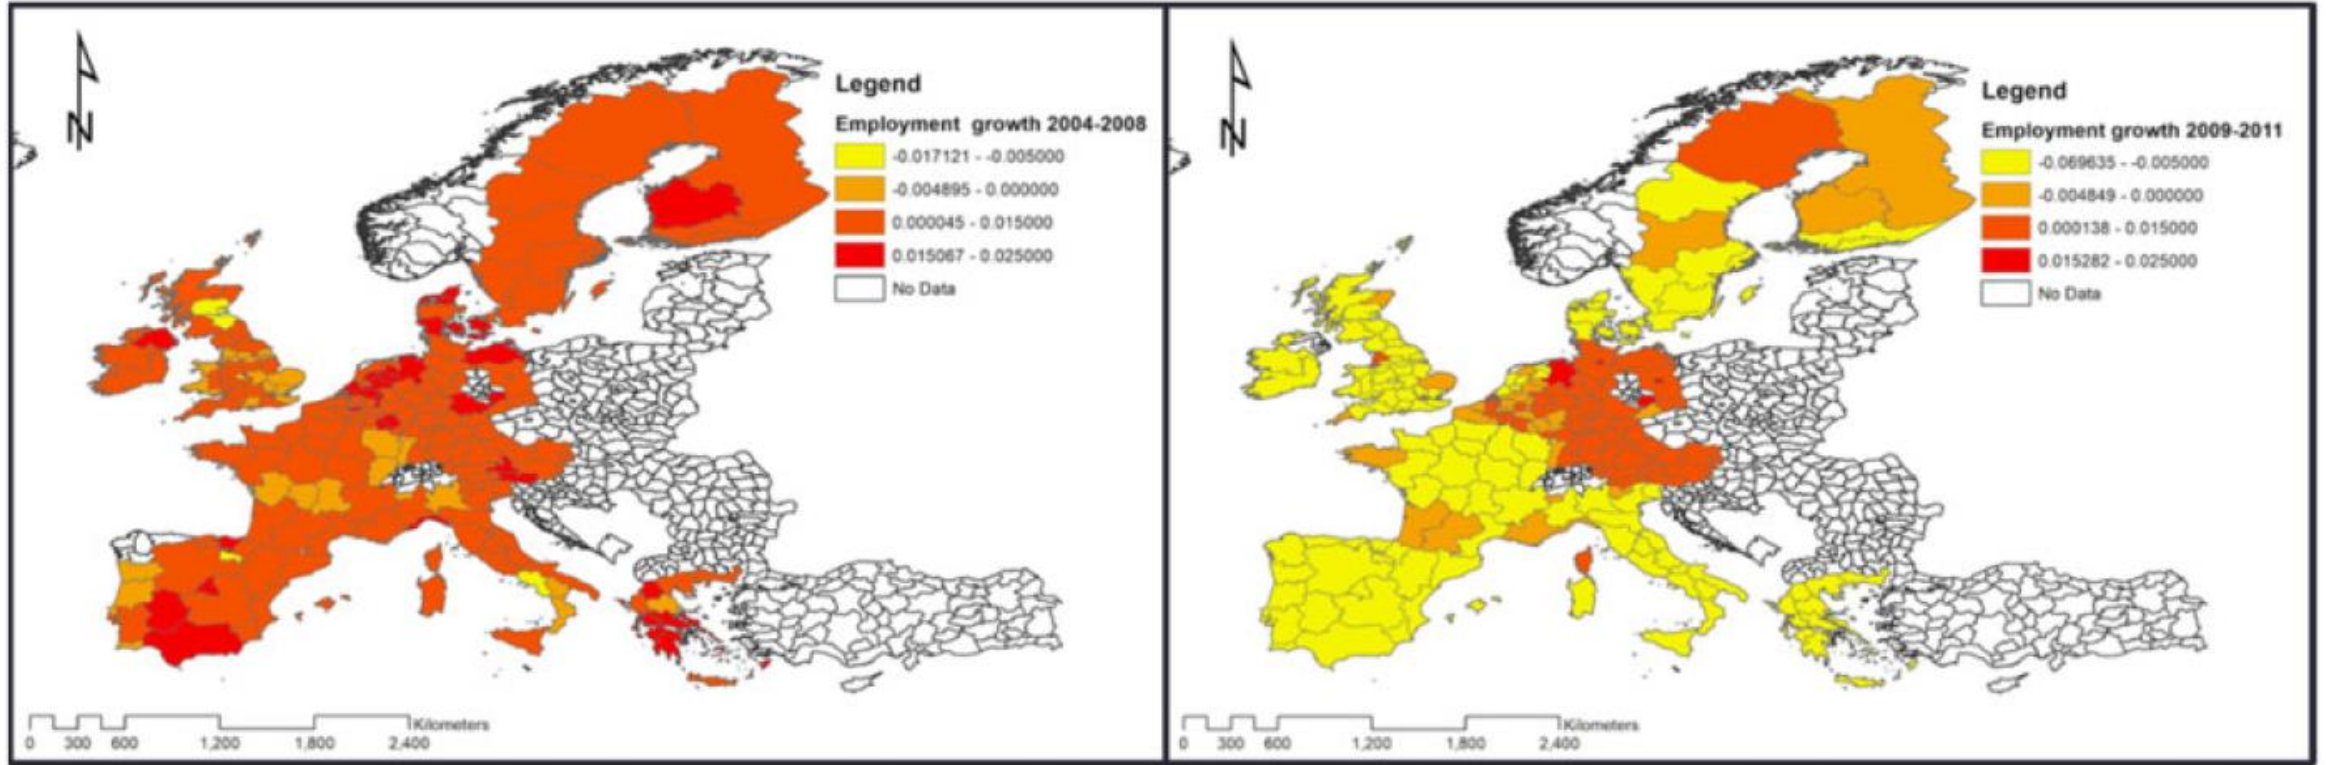 N
Legend
Employment growth 2004-2008
-0.017121 - -0.005000
-0.004895 - 0.000000
0.000045 - 0.015000
0.015067 - 0.025000
No Data
Kilometers
0 300 600 1,200 1,800 2,400
N
Legend
Employment growth 2009-2011
-0.069635 - -0.005000
-0.004849 - 0.000000
0.000138 - 0.015000
0.015282 - 0.025000
No Data
Kilometers
0 300 600 1,200 1,800 2,400